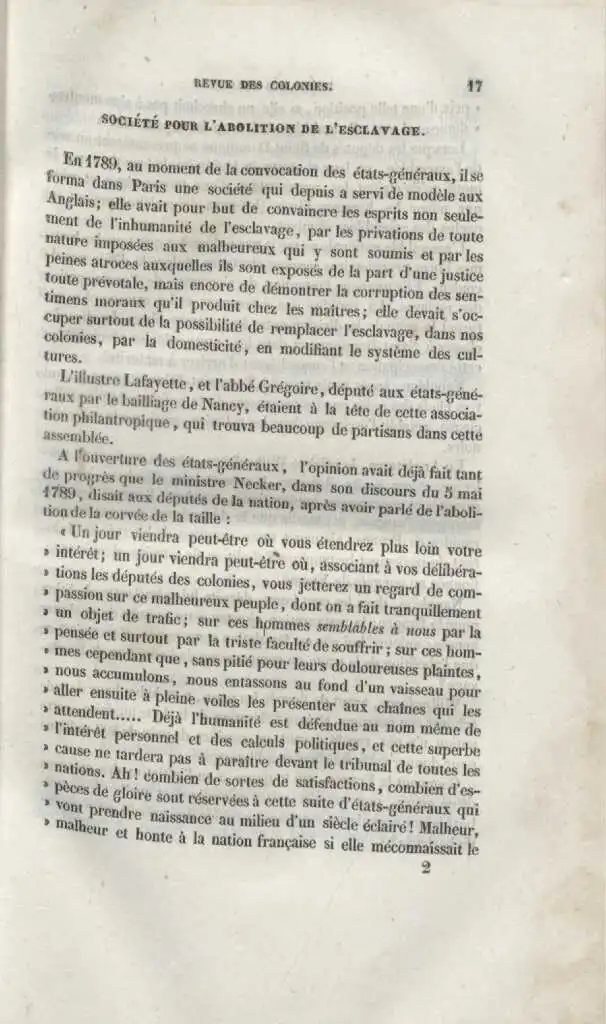 REVUE DES COLONIES. 17
SOCIÉTÉ POUR L'ABOLITION DE L'ESCLAVAGE.
En 1789, au moment de la convocation des états-généraux, il se
forma dans Paris une société qui depuis a servi de modèle aux
Anglais; elle avait pour but de convaincre les esprits non seule-
ment de l'inhumanité de l'esclavage, par les privations de toute
nature imposées aux malheureux qui y sont soumis et par les
peines atroces auxquelles ils sont exposés de la part d'une justice
toute prévotale, mais encore de démontrer la corruption des sen-
timens moraux qu'il produit chez les maîtres; elle devait s'oc-
cuper surtout de la possibilité de remplacer l'esclavage, dans nos
colonies, par la domesticité, en modifiant le système des cul-
tures.
L'illustre Lafayette, et l'abbé Grégoire, député aux états-géné-
raux par le bailliage de Nancy, étaient à la tête de cette associa-
tion philantropique, qui trouva beaucoup de partisans dans cette
assemblée.
A l'ouverture des états-généraux, l'opinion avait déjà fait tant
de progrès que le ministre Necker, dans son discours du 5 mai
1789, disait aux députés de la nation, après avoir parlé de l'aboli-
tion de la corvée de la taille :
« Un jour viendra peut-être où vous étendrez plus loin votre
» intérêt; un jour viendra peut-être où, associant à vos délibéra-
» tions les députés des colonies, vous jetterez un regard de com-
» passion sur ce malheureux peuple, dont on a fait tranquillement
» un objet de trafic; sur ces hommes semblables à nous par la
» pensée et surtout par la triste faculté de souffrir; sur ces hom-
» mes cependant que, sans pitié pour leurs douloureuses plaintes,
» nous accumulons, nous entassons au fond d'un vaisseau pour
» aller ensuite à pleine voiles les présenter aux chaînes qui les
» attendent..... Déjà l'humanité est défendue au nom même de
» l'intérêt personnel et des calculs politiques, et cette superbe
» cause ne tardera pas à paraître devant le tribunal de toutes les
» nations. Ah! combien de sortes de satisfactions, combien d'es-
» pèces de gloire sont réservées à cette suite d'états-généraux qui
» vont prendre naissance au milieu d'un siècle éclairé! Malheur,
» malheur et honte à la nation française si elle méconnaissait le
2